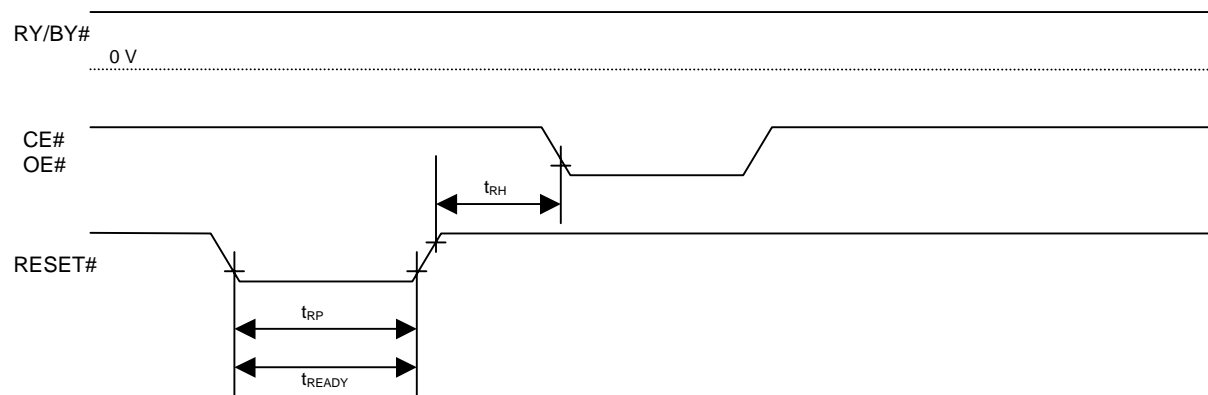 RY/BY#
0 V
CE#
OE#
tRH
RESET#
tRP
tREADY